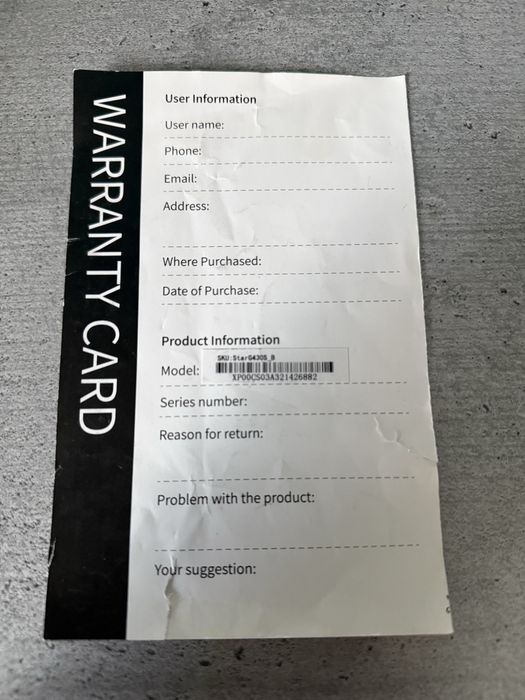 WARRANTY CARD
User Information
User name:
Phone:
Email:
Address:
Where Purchased:
Date of Purchase:
Product Information
SKU:StarG430S_B
Model:
XP00CS03A321426882
Series number:
Reason for return:
Problem with the product:
Your suggestion: